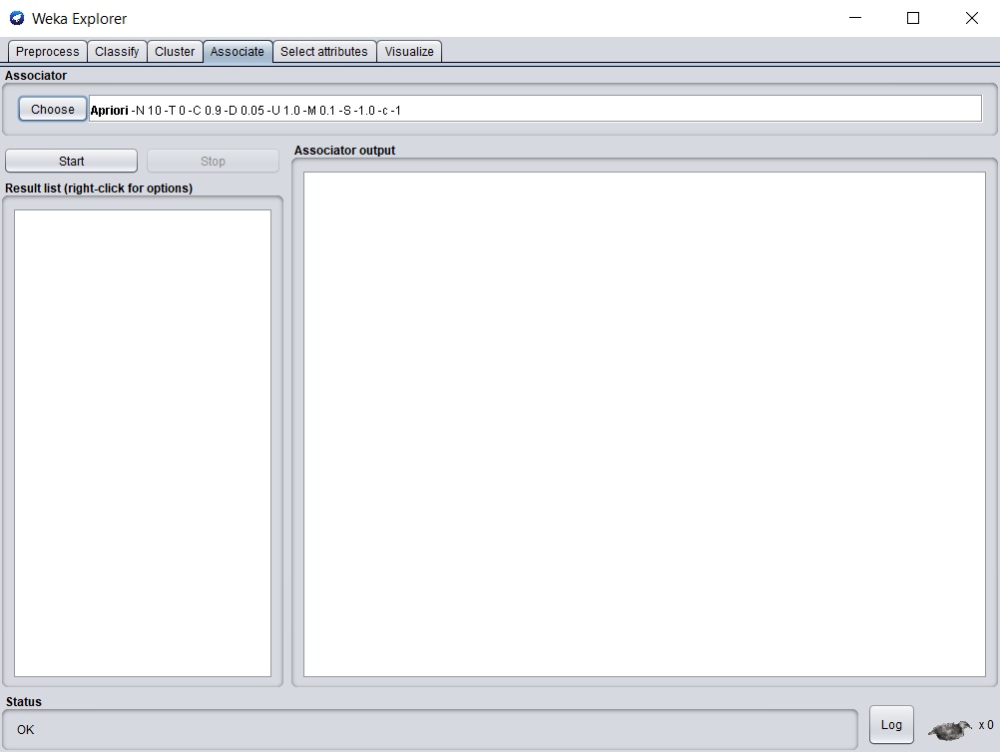 Weka Explorer
Preprocess Classify Cluster Associate Select attributes Visualize
Associator
Choose Apriori -N 10 -T 0 -C 0.9 -D 0.05 -U 1.0 -M 0.1 -S -1.0 -c -1
Start Stop
Associator output
Result list (right-click for options)
Status
OK
Log
x 0